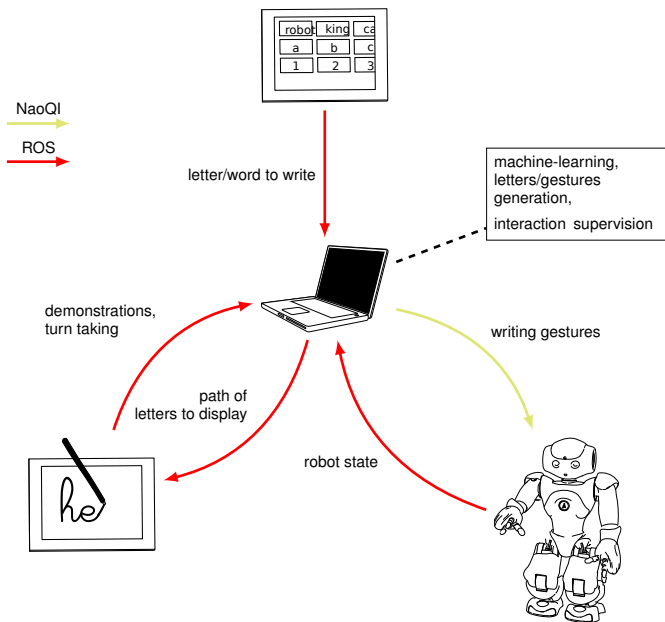 robot king ca
a b c
1 2 3
NaoQI
ROS
letter/word to write
machine-learning,
letters/gestures
generation,
interaction supervision
demonstrations,
turn taking
writing gestures
path of
letters to display
robot state
he